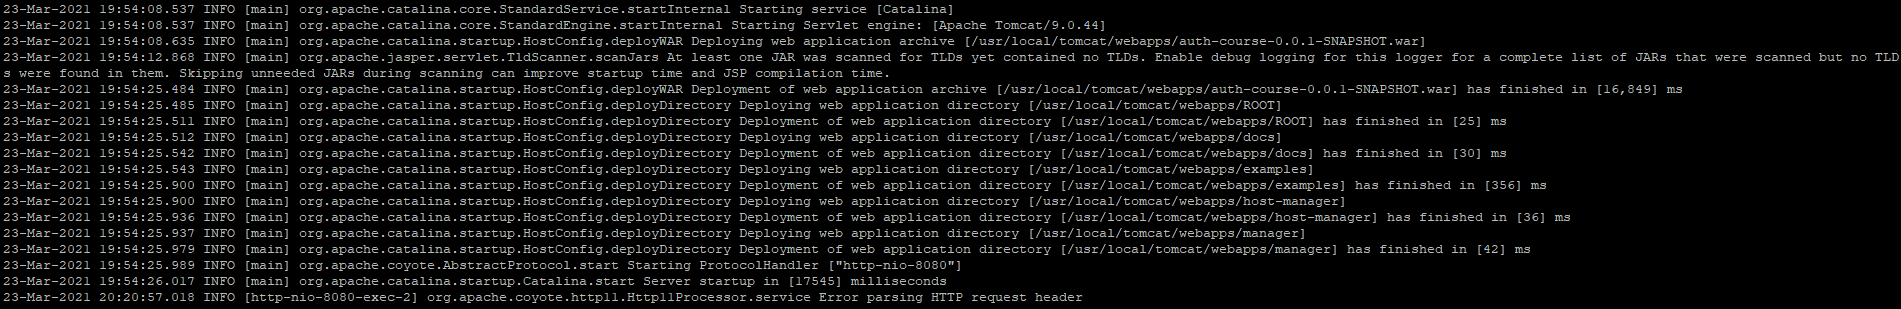 23-Mar-2021 19:54:08.537 INFO [main] org.apache.catalina.core.StandardService.startInternal Starting service [Catalina]
23-Mar-2021 19:54:08.537 INFO [main] org.apache.catalina.core.StandardEngine.startInternal Starting Servlet engine: [Apache Tomcat/9.0.44]
23-Mar-2021 19:54:08.635 INFO [main] org.apache.catalina.startup.HostConfig.deployWAR Deploying web application archive [/usr/local/tomcat/webapps/auth-course-0.0.1-SNAPSHOT.war]
23-Mar-2021 19:54:12.868 INFO [main] org.apache.jasper.servlet.TldScanner.scanJars At least one JAR was scanned for TLDs yet contained no TLDs. Enable debug logging for this logger for a complete list of JARs that were scanned but no TLD
s were found in them. Skipping unneeded JARs during scanning can improve startup time and JSP compilation time.
23-Mar-2021 19:54:25.484 INFO [main] org.apache.catalina.startup.HostConfig.deployWAR Deployment of web application archive [/usr/local/tomcat/webapps/auth-course-0.0.1-SNAPSHOT.war] has finished in [16,849] ms
23-Mar-2021 19:54:25.485 INFO [main] org.apache.catalina.startup.HostConfig.deployDirectory Deploying web application directory [/usr/local/tomcat/webapps/ROOT]
23-Mar-2021 19:54:25.511 INFO [main] org.apache.catalina.startup.HostConfig.deployDirectory Deployment of web application directory [/usr/local/tomcat/webapps/ROOT] has finished in [25] ms
23-Mar-2021 19:54:25.512 INFO [main] org.apache.catalina.startup.HostConfig.deployDirectory Deploying web application directory [/usr/local/tomcat/webapps/docs]
23-Mar-2021 19:54:25.542 INFO [main] org.apache.catalina.startup.HostConfig.deployDirectory Deployment of web application directory [/usr/local/tomcat/webapps/docs] has finished in [30] ms
23-Mar-2021 19:54:25.543 INFO [main] org.apache.catalina.startup.HostConfig.deployDirectory Deploying web application directory [/usr/local/tomcat/webapps/examples]
23-Mar-2021 19:54:25.900 INFO [main] org.apache.catalina.startup.HostConfig.deployDirectory Deployment of web application directory [/usr/local/tomcat/webapps/examples] has finished in [356] ms
23-Mar-2021 19:54:25.900 INFO [main] org.apache.catalina.startup.HostConfig.deployDirectory Deploying web application directory [/usr/local/tomcat/webapps/host-manager]
23-Mar-2021 19:54:25.936 INFO [main] org.apache.catalina.startup.HostConfig.deployDirectory Deployment of web application directory [/usr/local/tomcat/webapps/host-manager] has finished in [36] ms
23-Mar-2021 19:54:25.937 INFO [main] org.apache.catalina.startup.HostConfig.deployDirectory Deploying web application directory [/usr/local/tomcat/webapps/manager]
23-Mar-2021 19:54:25.979 INFO [main] org.apache.catalina.startup.HostConfig.deployDirectory Deployment of web application directory [/usr/local/tomcat/webapps/manager] has finished in [42] ms
23-Mar-2021 19:54:25.989 INFO [main] org.apache.coyote.AbstractProtocol.start Starting ProtocolHandler ["http-nio-8080"]
23-Mar-2021 19:54:26.017 INFO [main] org.apache.catalina.startup.Catalina.start Server startup in [17545] milliseconds
23-Mar-2021 20:20:57.018 INFO [http-nio-8080-exec-2] org.apache.coyote.http11.Http11Processor.service Error parsing HTTP request header